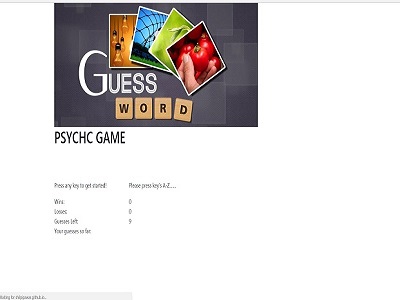 GUESS
WORD
PSYCHC GAME
Press any key to get started! Please press key's A-Z.....
Wins: 0
Losses: 0
Guesses Left: 9
Your guesses so far: